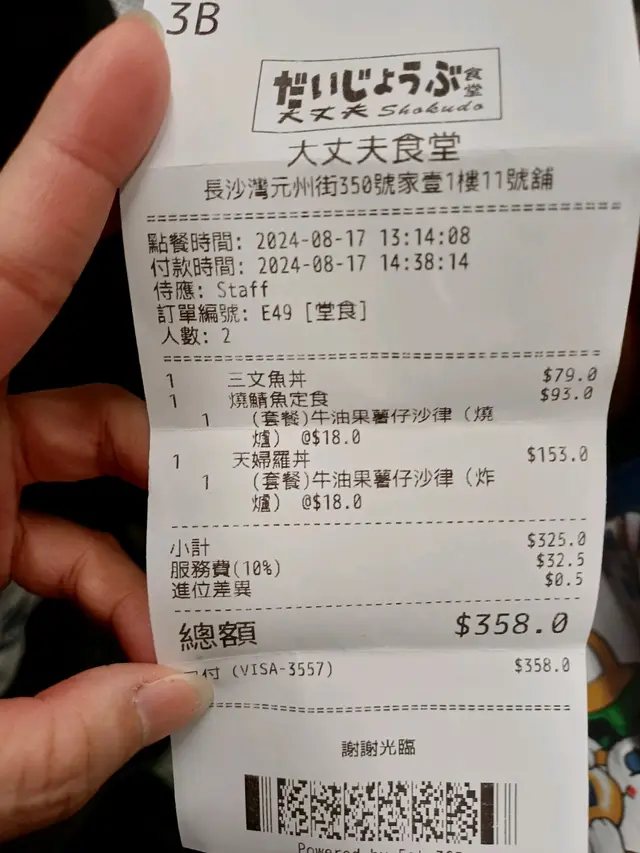 3B
だいじょうぶ食堂
大丈夫 Shokudo
大丈夫食堂
長沙灣元州街350號家壹1樓11號舖
點餐時間: 2024-08-17 13:14:08
付款時間: 2024-08-17 14:38:14
侍應: Staff
訂單編號: E49 [堂食]
人數: 2
1 三文魚丼 $79.0
1 燒鯖魚定食 $93.0
1 (套餐)牛油果薯仔沙律 (燒
爐) @$18.0
1 天婦羅丼 $153.0
1 (套餐)牛油果薯仔沙律 (炸
爐) @$18.0
小計 $325.0
服務費(10%) $32.5
進位差異 $0.5
總額 $358.0
付 (VISA-3557) $358.0
謝謝光臨
Powered by